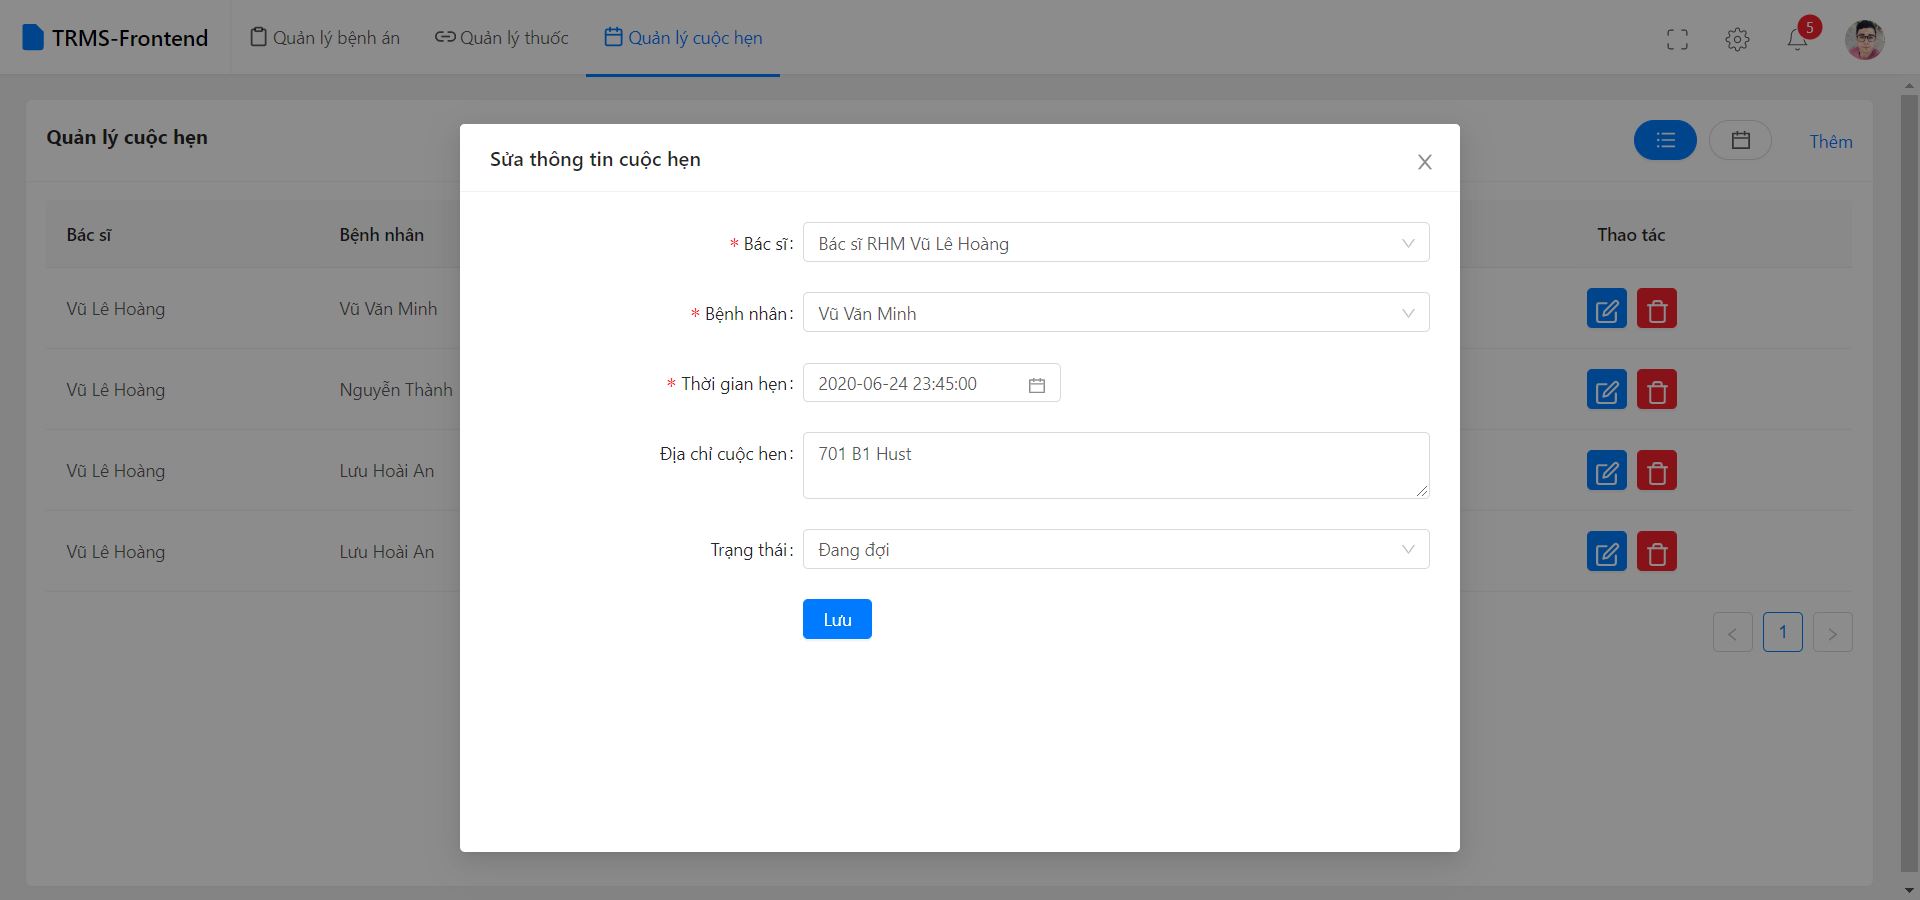 TRMS-Frontend
Quản lý bệnh án
Quản lý thuốc
Quản lý cuộc hẹn
5
Quản lý cuộc hẹn
Thêm
Bác sĩ
Bệnh nhân
Thao tác
Vũ Lê Hoàng
Vũ Văn Minh
Vũ Lê Hoàng
Nguyễn Thành
Vũ Lê Hoàng
Lưu Hoài An
Vũ Lê Hoàng
Lưu Hoài An
< 1 >
Sửa thông tin cuộc hẹn
* Bác sĩ: Bác sĩ RHM Vũ Lê Hoàng
* Bệnh nhân: Vũ Văn Minh
* Thời gian hẹn: 2020-06-24 23:45:00
Địa chỉ cuộc hen: 701 B1 Hust
Trạng thái: Đang đợi
Lưu